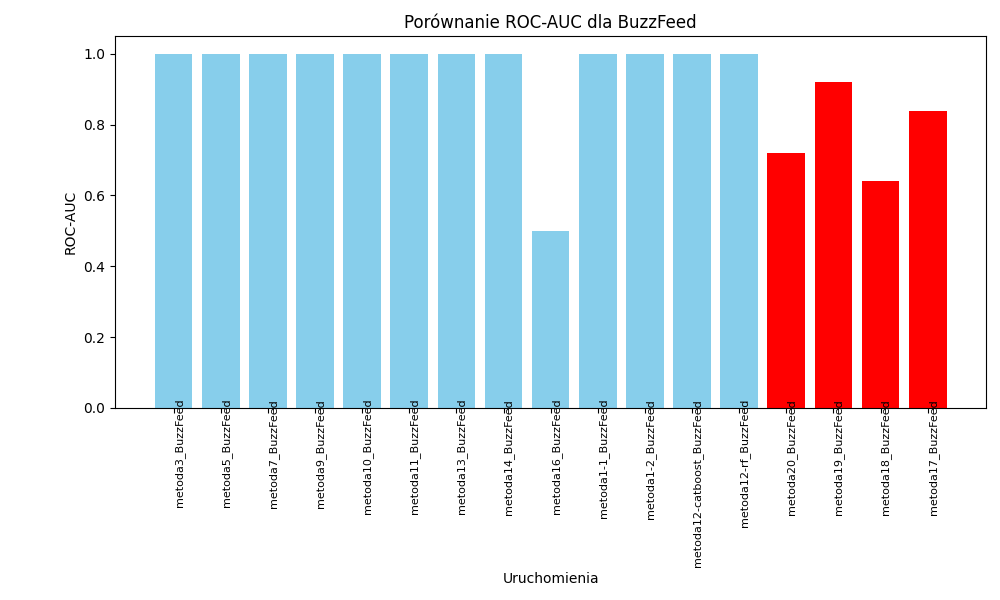 Porównanie ROC-AUC dla BuzzFeed
ROC-AUC
1.0
0.8
0.6
0.4
0.2
0.0
metoda3_BuzzFeed
metoda5_BuzzFeed
metoda7_BuzzFeed
metoda9_BuzzFeed
metoda10_BuzzFeed
metoda11_BuzzFeed
metoda13_BuzzFeed
metoda14_BuzzFeed
metoda16_BuzzFeed
metoda1-1_BuzzFeed
metoda1-2_BuzzFeed
metoda12-catboost_BuzzFeed
metoda12-rf_BuzzFeed
metoda20_BuzzFeed
metoda19_BuzzFeed
metoda18_BuzzFeed
metoda17_BuzzFeed
Uruchomienia